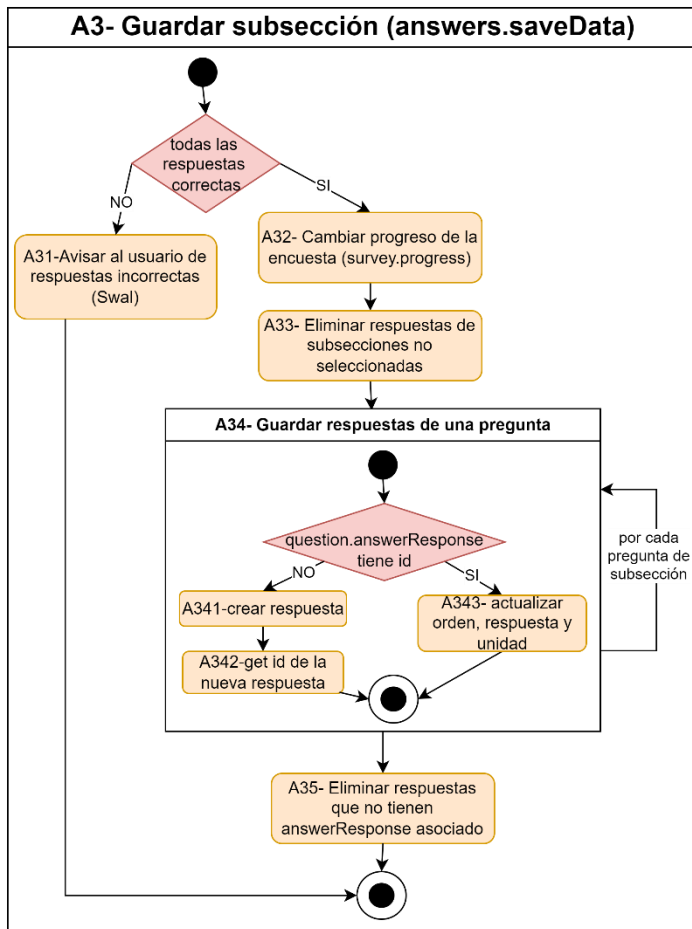 A3- Guardar subsección (answers.saveData)
todas las
respuestas
correctas
NO
SI
A31-Avisar al usuario de
respuestas incorrectas
(Swal)
A32- Cambiar progreso de la
encuesta (survey.progress)
A33- Eliminar respuestas de
subsecciones no
seleccionadas
A34- Guardar respuestas de una pregunta
question.answerResponse
tiene id
NO
SI
A341-crear respuesta
A342-get id de la
nueva respuesta
A343- actualizar
orden, respuesta y
unidad
por cada
pregunta de
subsección
A35- Eliminar respuestas
que no tienen
answerResponse asociado